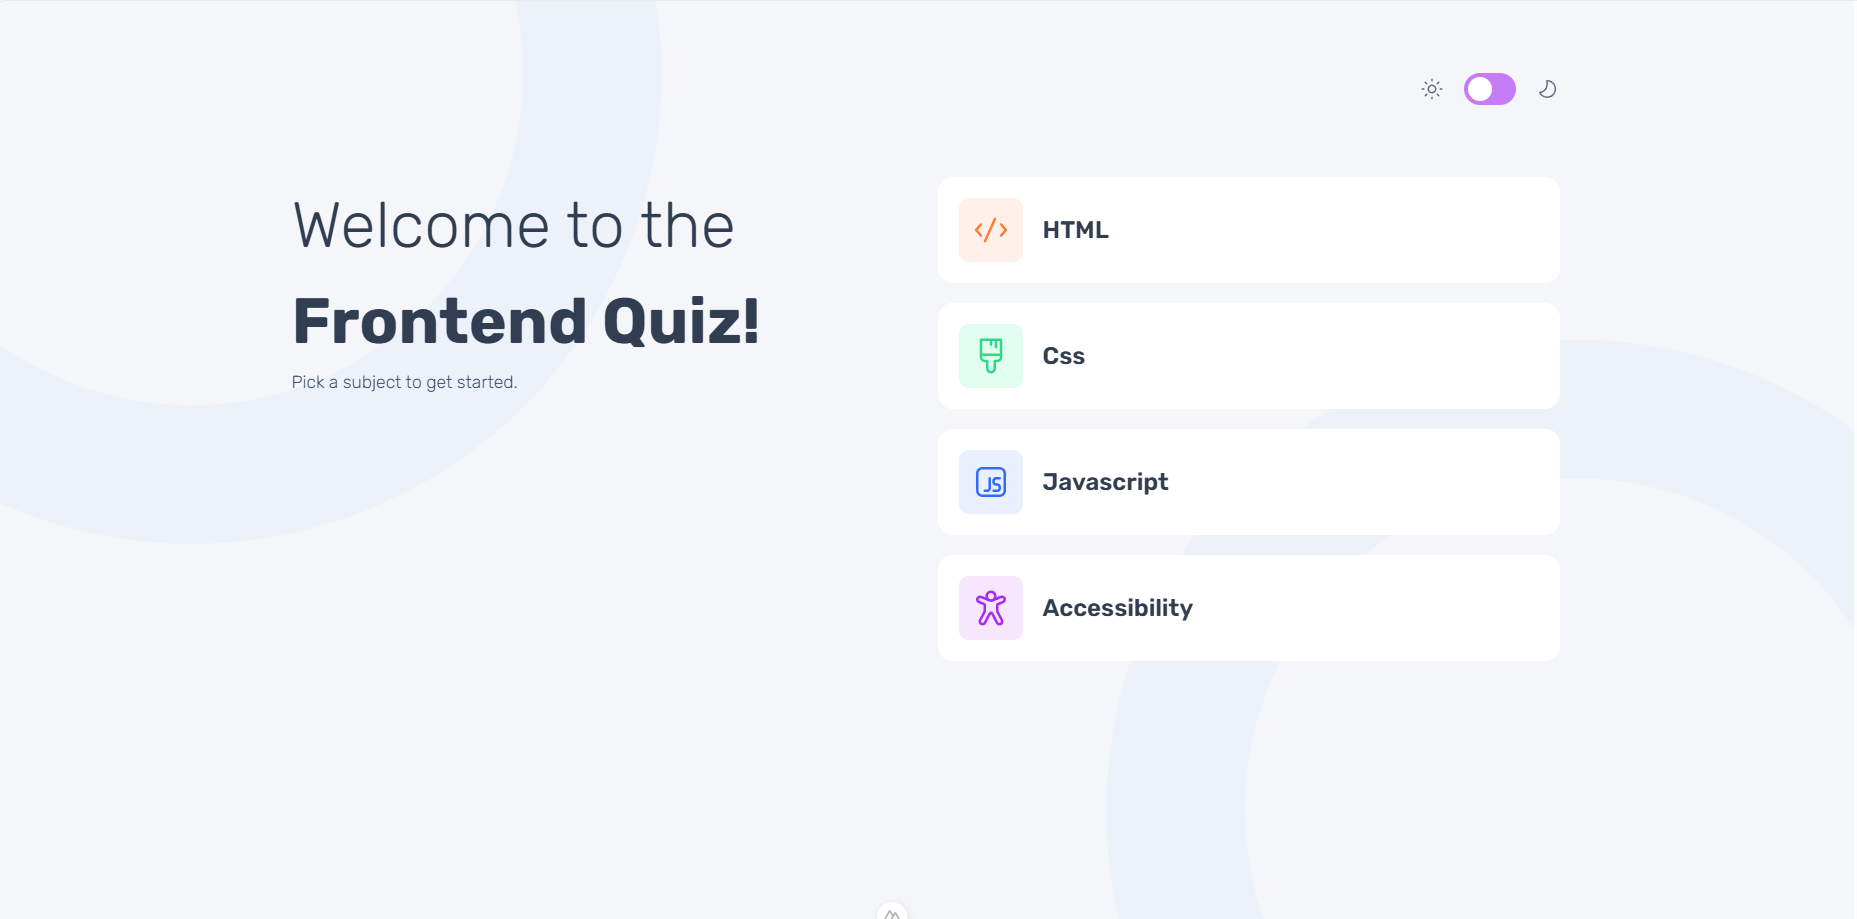 Welcome to the
Frontend Quiz!
Pick a subject to get started.
HTML
Css
JS
Javascript
Accessibility